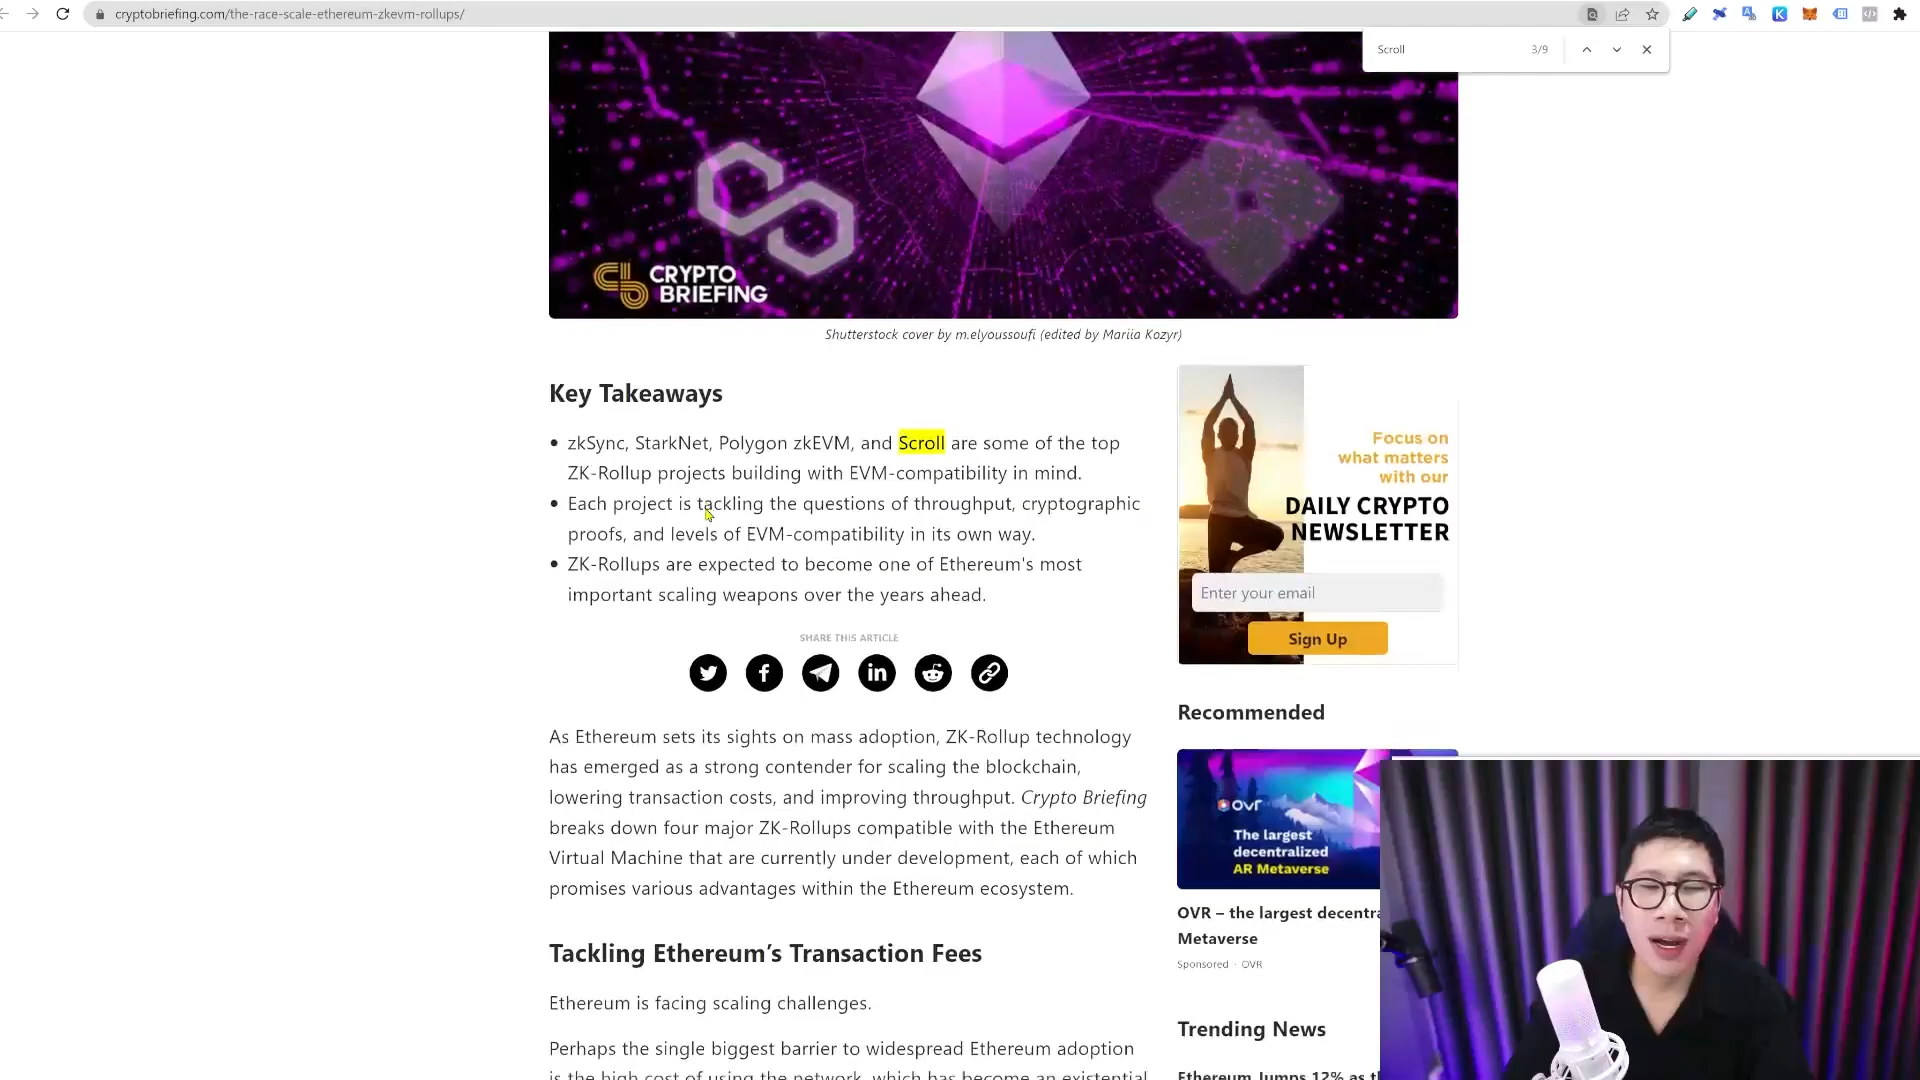 cryptobriefing.com/the-race-scale-ethereum-zkevm-rollups/
Scroll
3/9
CRYPTO
BRIEFING
Shutterstock cover by m.elyoussoufi (edited by Mariia Kozyr)
Key Takeaways
zkSync, StarkNet, Polygon zkEVM, and Scroll are some of the top
ZK-Rollup projects building with EVM-compatibility in mind.
Each project is tackling the questions of throughput, cryptographic
proofs, and levels of EVM-compatibility in its own way.
ZK-Rollups are expected to become one of Ethereum's most
important scaling weapons over the years ahead.
SHARE THIS ARTICLE
As Ethereum sets its sights on mass adoption, ZK-Rollup technology
has emerged as a strong contender for scaling the blockchain,
lowering transaction costs, and improving throughput. Crypto Briefing
breaks down four major ZK-Rollups compatible with the Ethereum
Virtual Machine that are currently under development, each of which
promises various advantages within the Ethereum ecosystem.
Tackling Ethereum’s Transaction Fees
Ethereum is facing scaling challenges.
Perhaps the single biggest barrier to widespread Ethereum adoption
is the high cost of using the network, which has become an existential
Focus on
what matters
with our
DAILY CRYPTO
NEWSLETTER
Enter your email
Sign Up
Recommended
ovr
The largest
decentralized
AR Metaverse
OVR – the largest decentra
Metaverse
Sponsored · OVR
Trending News
Ethereum Jumps 12% as t